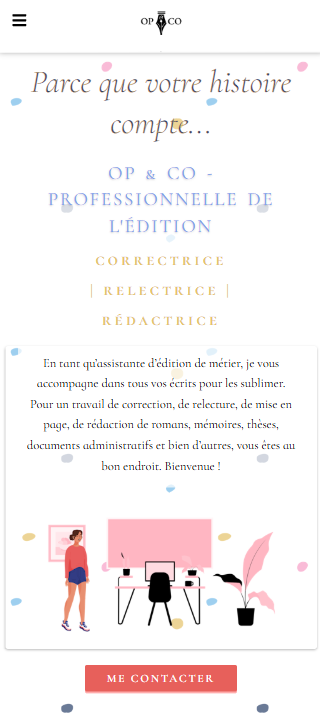 OP CO
Parce que votre histoire
compte...
OP & CO -
PROFESSIONNELLE DE
L'ÉDITION
CORRECTRICE
| RELECTRICE |
RÉDACTRICE
En tant qu'assistante d'édition de métier, je vous
accompagne dans tous vos écrits pour les sublimer.
Pour un travail de correction, de relecture, de mise en
page, de rédaction de romans, mémoires, thèses,
documents administratifs et bien d'autres, vous êtes au
bon endroit. Bienvenue !
ME CONTACTER